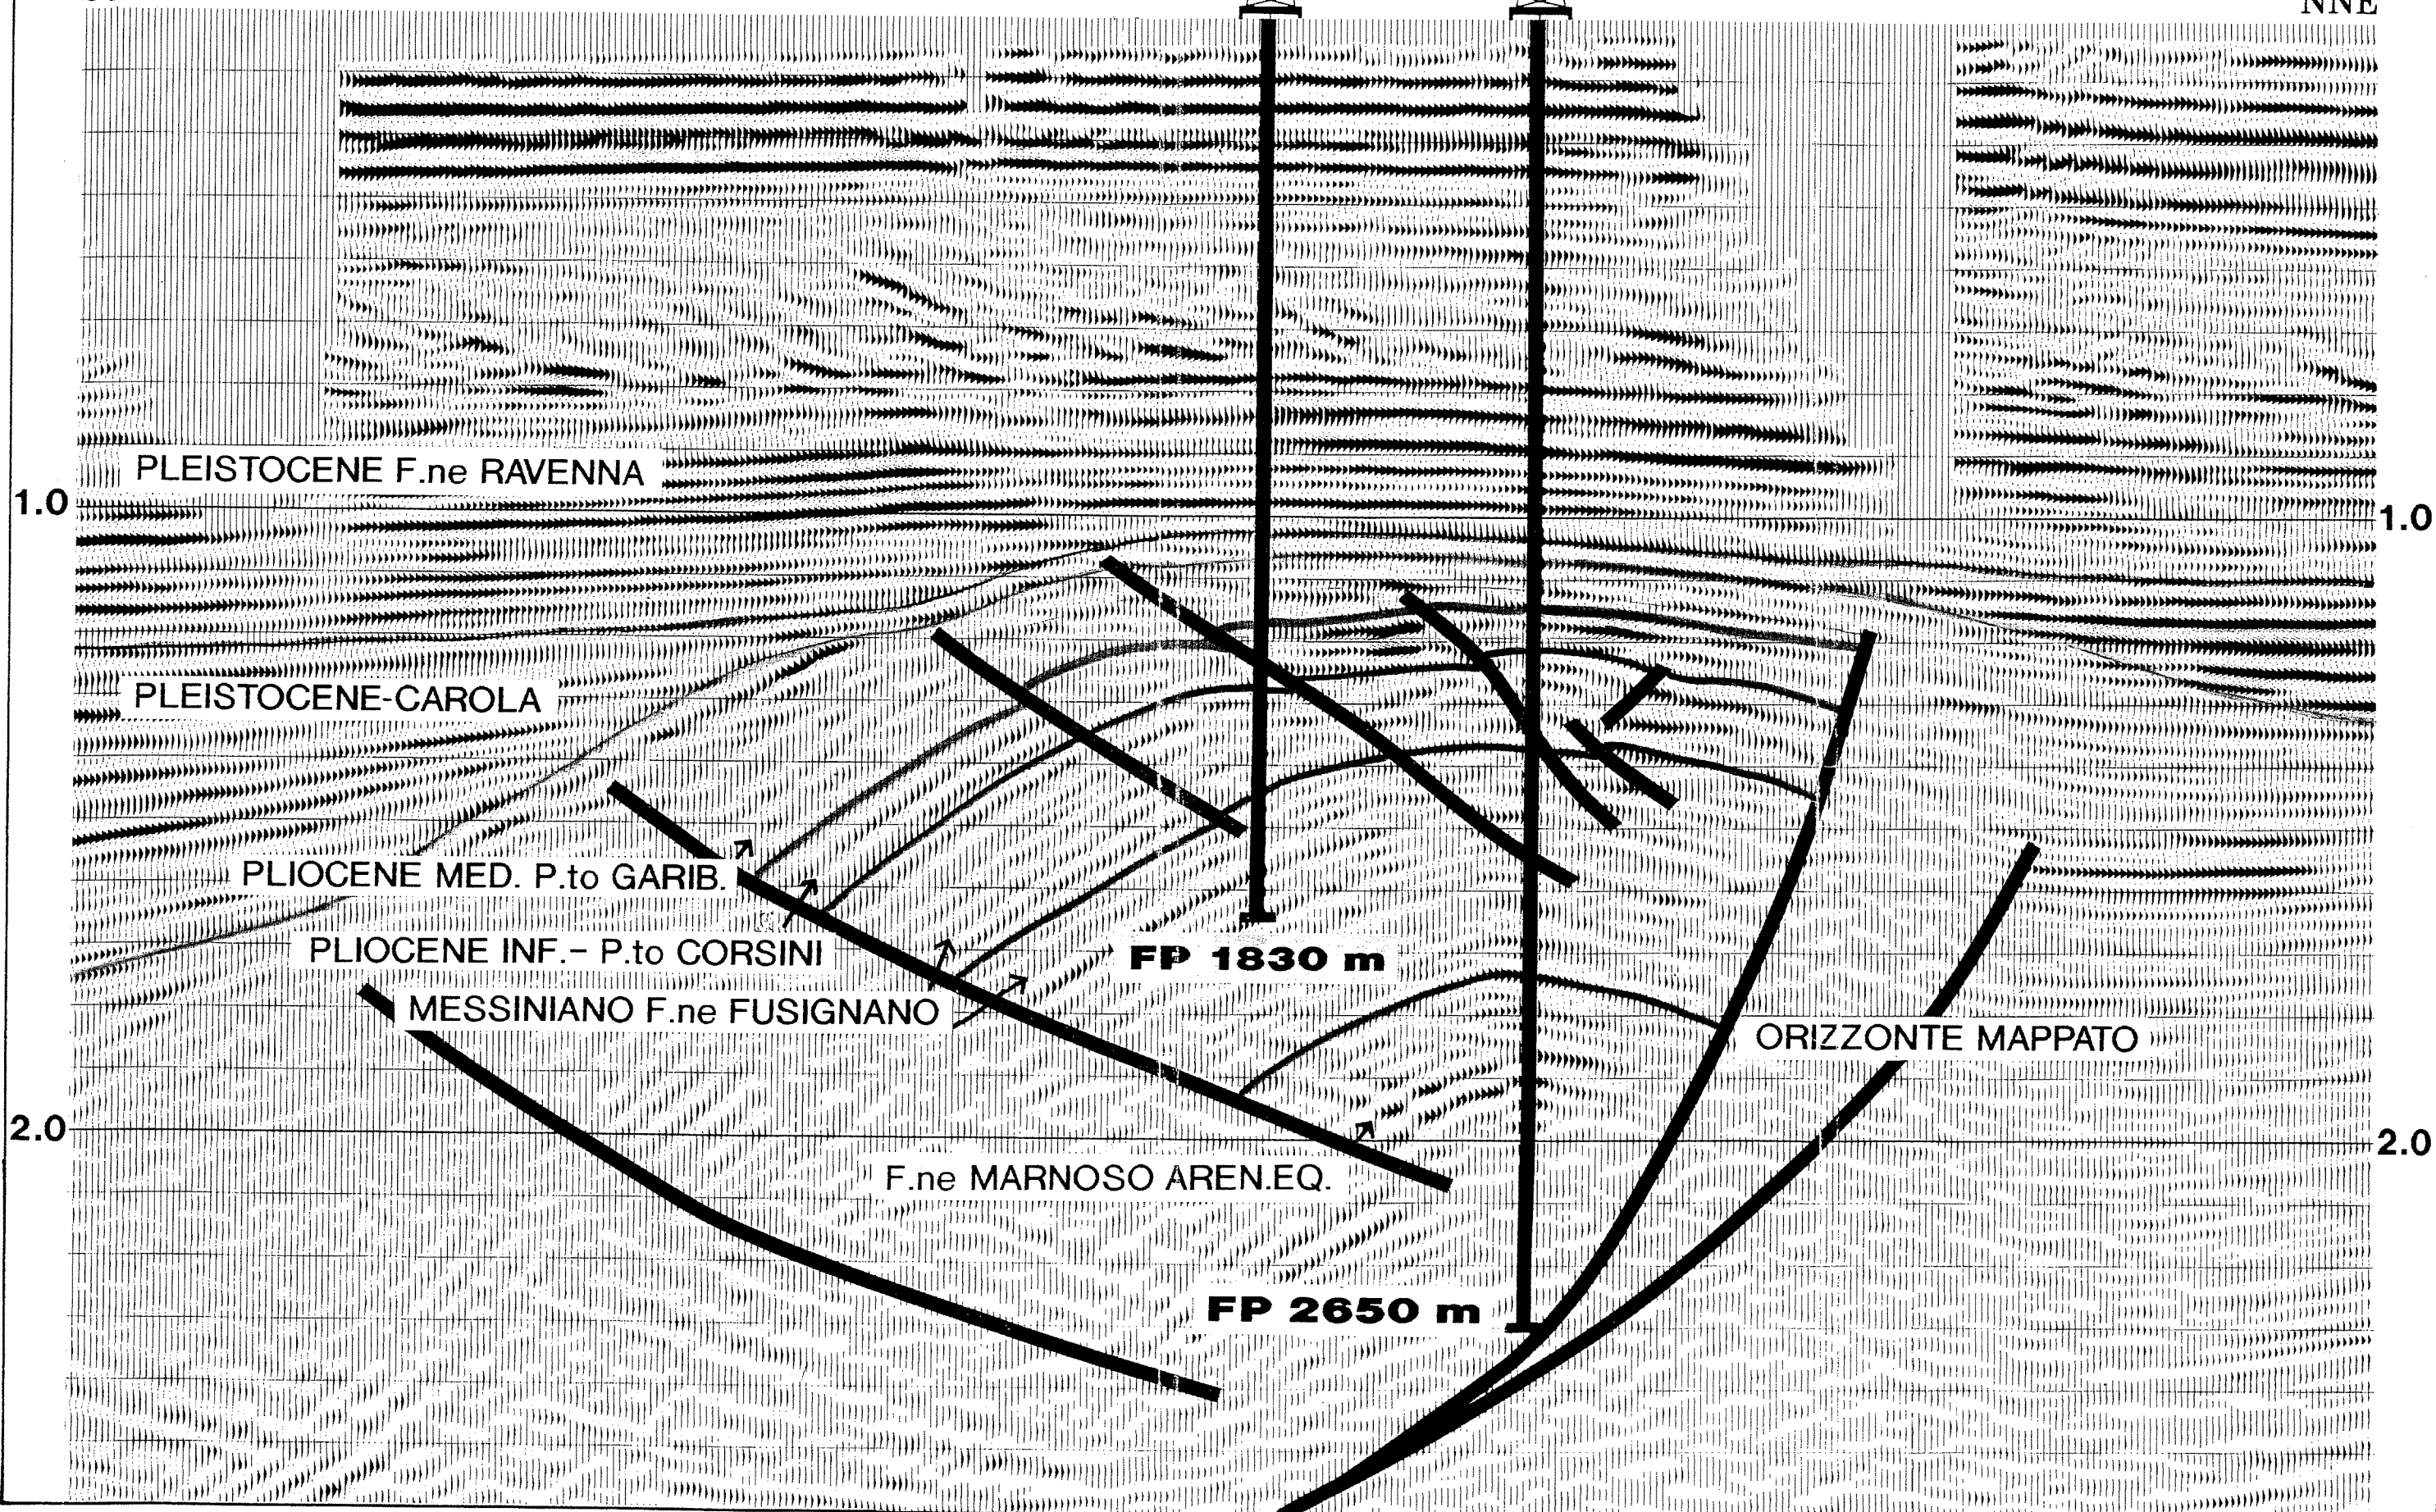 NNE
PLEISTOCENE F.ne RAVENNA
1.0
1.0
PLEISTOCENE-CAROLA
PLIOCENE MED. P.to GARIB.
PLIOCENE INF.- P.to CORSINI
FP 1830 m
MESSINIANO F.ne FUSIGNANO
ORIZZONTE MAPPATO
2.0
2.0
F.ne MARNOSO AREN.EQ.
FP 2650 m